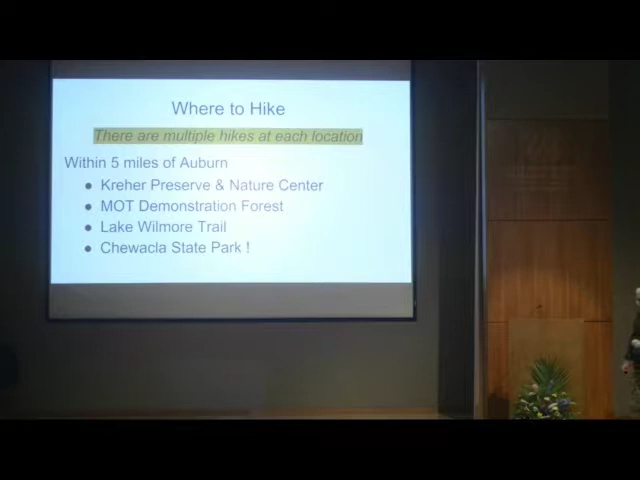 Where to Hike
There are multiple hikes at each location
Within 5 miles of Auburn
● Kreher Preserve & Nature Center
● MOT Demonstration Forest
● Lake Wilmore Trail
● Chewacla State Park !